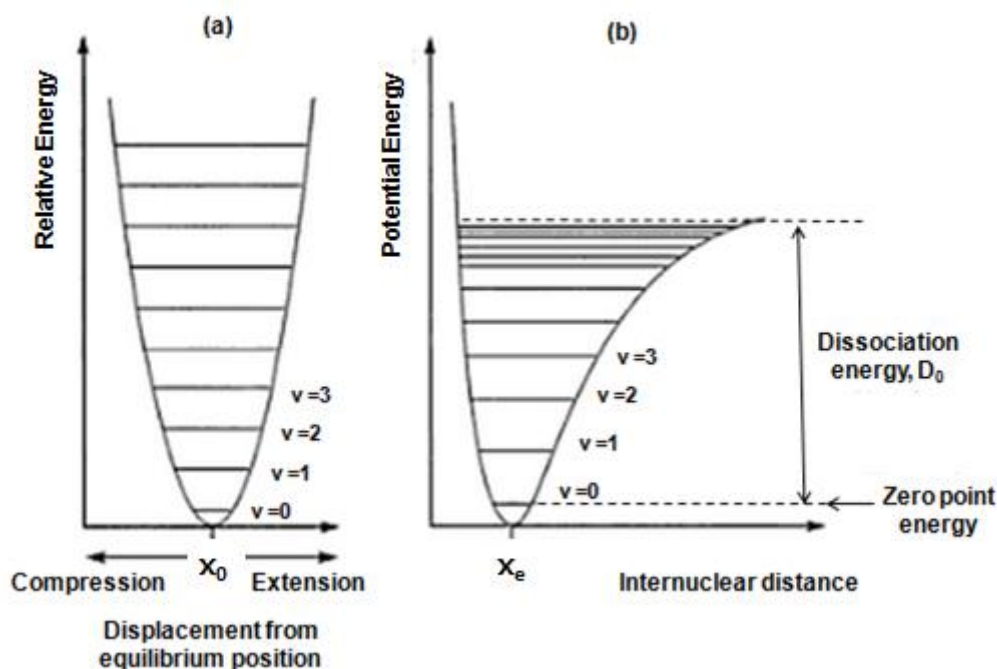 (a)
Relative Energy
v =3
v =2
v =1
v =0
X₀
Compression
Extension
Displacement from
equilibrium position
(b)
Potential Energy
v =3
v =2
v =1
v =0
Dissociation
energy, D₀
Zero point
energy
Xₑ
Internuclear distance